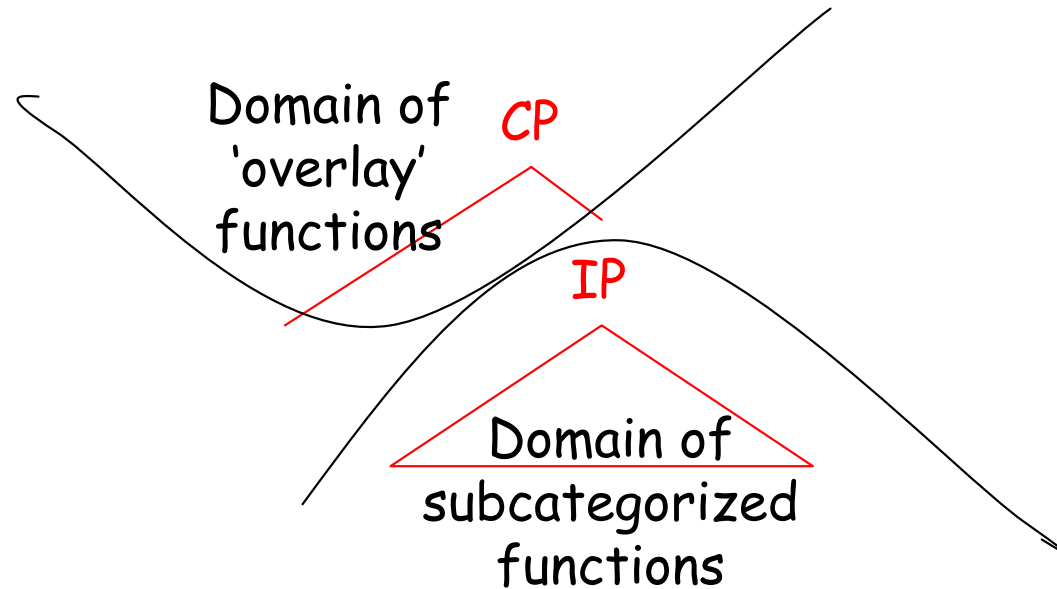 Domain of
‘overlay’
functions
CP
IP
Domain of
subcategorized
functions